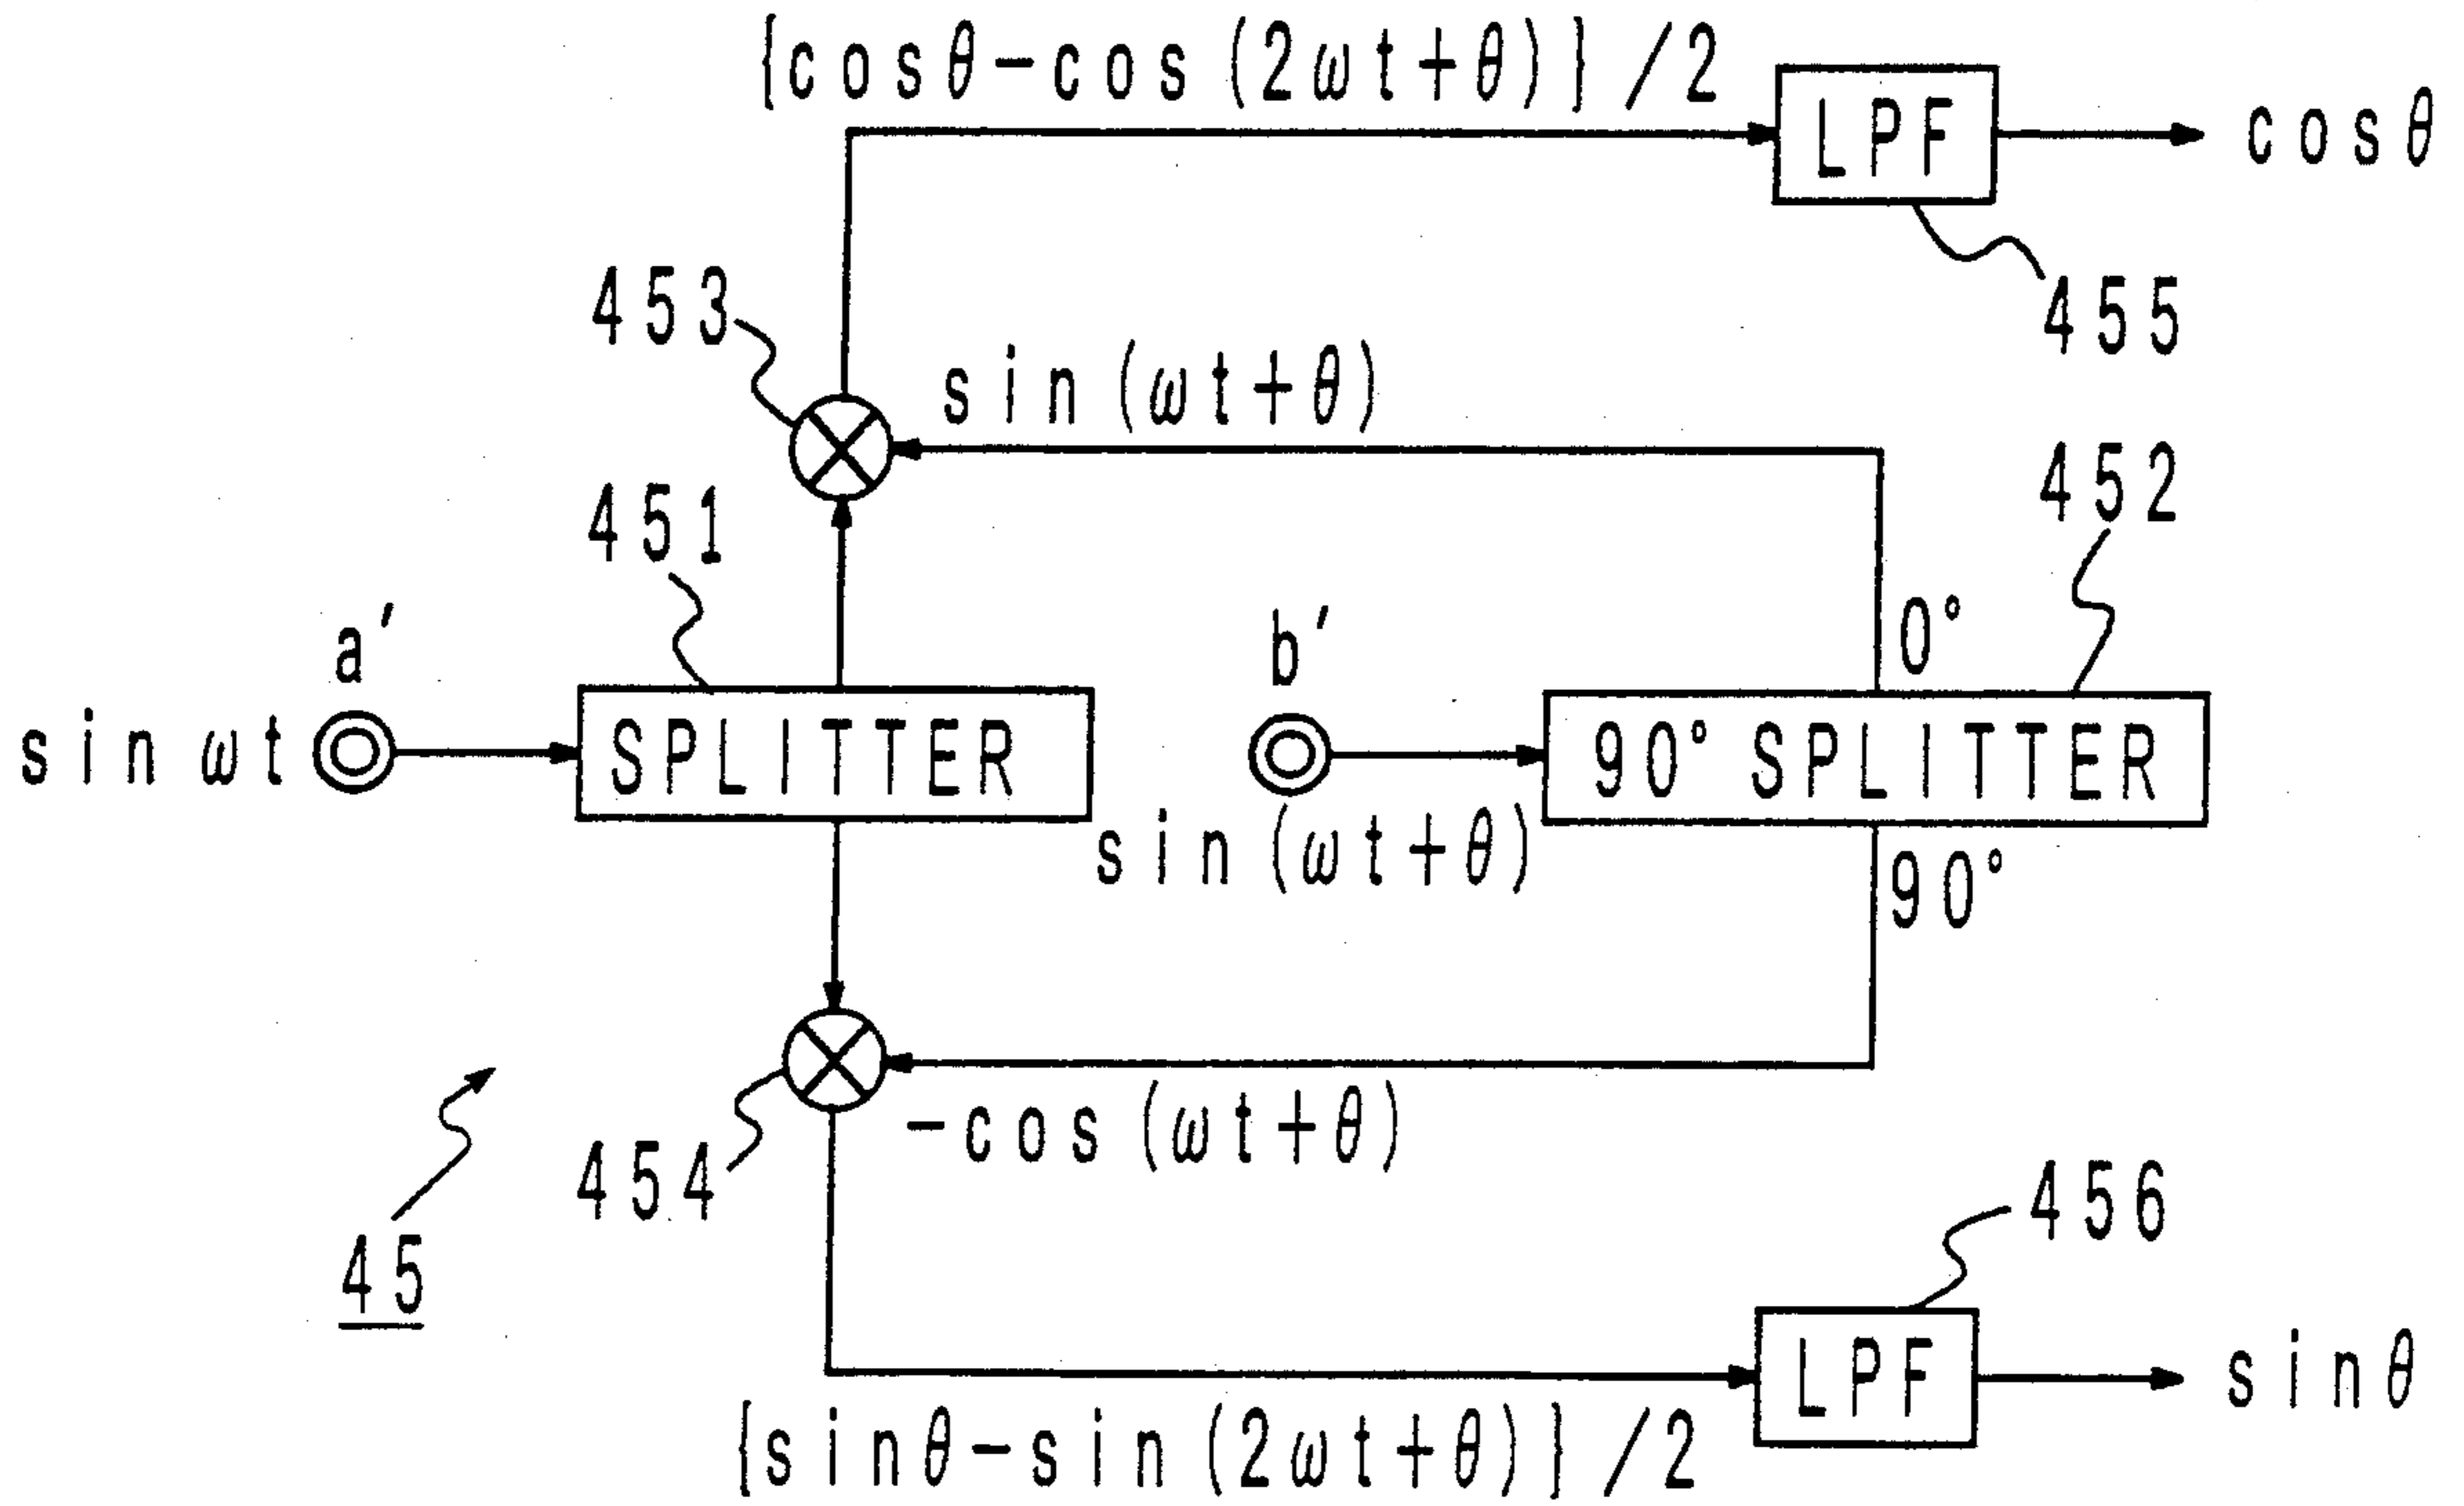 {cosθ-cos(2ωt+θ)}/2
LPF
cosθ
453
455
sin(ωt+θ)
452
451
0°
a'
b'
sinωt
SPLITTER
90°SPLITTER
sin(ωt+θ)
90°
-cos(ωt+θ)
454
456
45
LPF
sinθ
{sinθ-sin(2ωt+θ)}/2